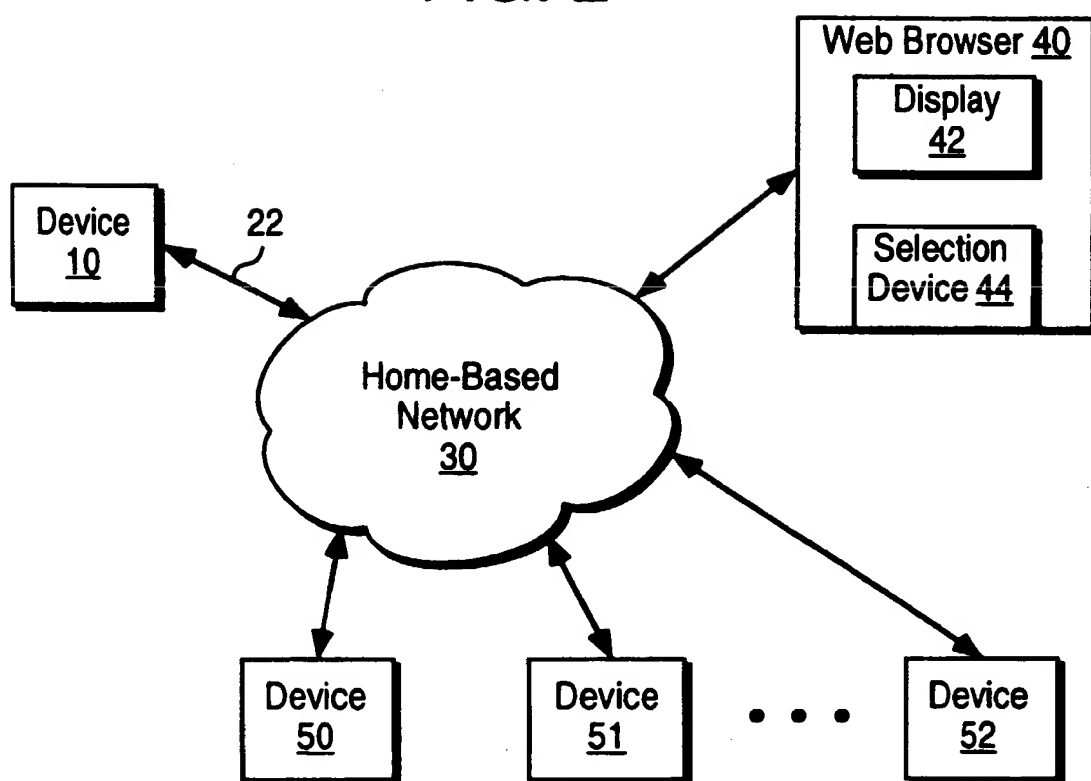 Web Browser 40
Display
42
Selection
Device 44
Device
10
22
Home-Based
Network
30
Device
50
Device
51
Device
52